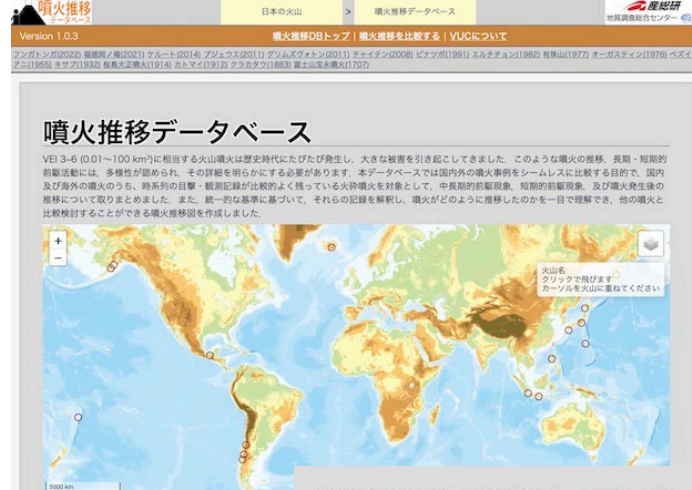 噴火推移
データベース
日本の火山 > 噴火推移データベース
産総研
地質調査総合センター
Version 1.0.3
噴火推移DBトップ | 噴火推移を比較する | VUCについて
フンガトンガ(2022) 福徳岡ノ場(2021) ケルート(2014) プジェウエ(2011) グリムズヴォトン(2011) チャイテン(2008) ピナツボ(1991) エルチチョン(1982) 有珠山(1977) オーガスティン(1976) ベズイミ
アニ(1955) キサプ(1932) 桜島大正噴火(1914) カトマイ(1912) クラカタウ(1883) 富士山宝永噴火(1707)
噴火推移データベース
VEI 3–6 (0.01〜100 km³)に相当する火山噴火は歴史時代にたびたび発生し，大きな被害を引き起こしてきました．このような噴火の推移，長期・短期的
前駆活動には，多様性が認められ，その詳細を明らかにする必要があります．本データベースでは国内外の噴火事例をシームレスに比較する目的で，国内
及び海外の噴火のうち，時系列の目撃・観測記録が比較的よく残っている火砕噴火を対象として，中長期的前駆現象，短期的前駆現象，及び噴火発生後の
推移について取りまとめました．また，統一的な基準に基づいて，それらの記録を解釈し，噴火がどのように推移したのかを一目で理解でき，他の噴火と
比較検討することができる噴火推移図を作成しました．
+
−
火山名
クリックで飛びます
カーソルを火山に重ねてください
5000 km